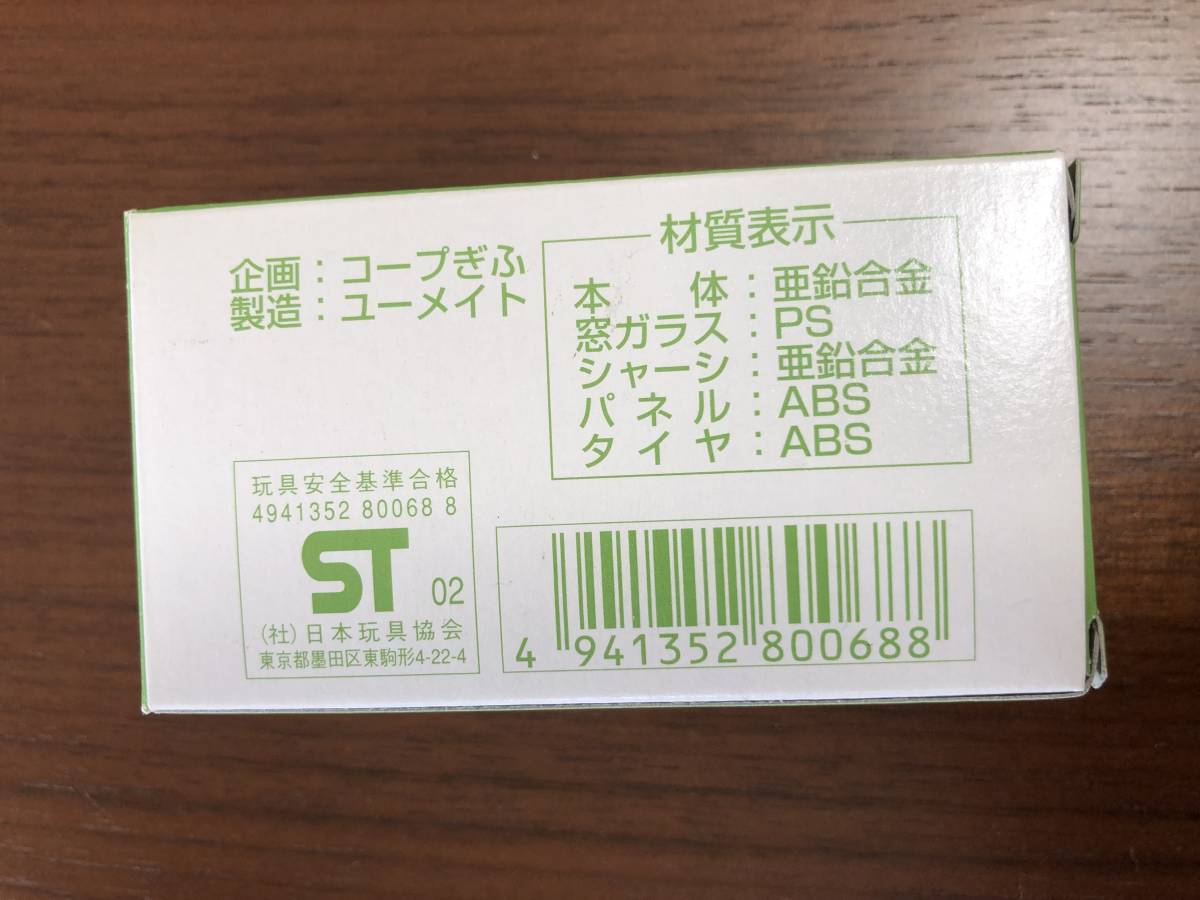 企画：コープぎふ
製造：ユーメイト
材質表示
本体：亜鉛合金
窓ガラス：PS
シャーシ：亜鉛合金
パネル：ABS
タイヤ：ABS
玩具安全基準合格
4941352 80068 8
ST 02
（社）日本玩具協会
東京都墨田区東駒形4-22-4
4 941352 800688